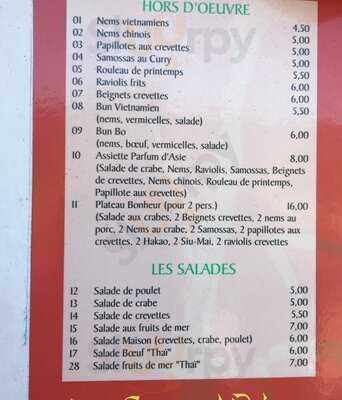 HORS D'OEUVRE
01 Nems vietnamiens 4,50
02 Nems chinois 5,00
03 Papillotes aux crevettes 5,00
04 Samossas au Curry 5,00
05 Rouleau de printemps 5,50
06 Raviolis frits 6,00
07 Beignets crevettes 6,00
08 Bun Vietnamien 5,50
(nems, vermicelles, salade)
09 Bun Bo 6,00
(nems, bœuf, vermicelles, salade)
10 Assiette Parfum d'Asie 8,00
(Salade de crabe, Nems, Raviolis, Samossas, Beignets
de crevettes, Nems chinois, Rouleau de printemps,
Papillote aux crevettes)
11 Plateau Bonheur (pour 2 pers.) 16,00
(Salade aux crabes, 2 Beignets crevettes, 2 nems au
porc, 2 Nems au crabe, 2 Samossas, 2 papillotes aux
crevettes, 2 Hakao, 2 Siu-Mai, 2 raviolis crevettes
LES SALADES
12 Salade de poulet 5,00
13 Salade de crabe 5,00
14 Salade de crevettes 5,50
15 Salade aux fruits de mer 7,00
16 Salade Maison (crevettes, crabe, poulet) 6,00
17 Salade Bœuf "Thaï" 6,00
28 Salade fruits de mer "Thaï" 7,00